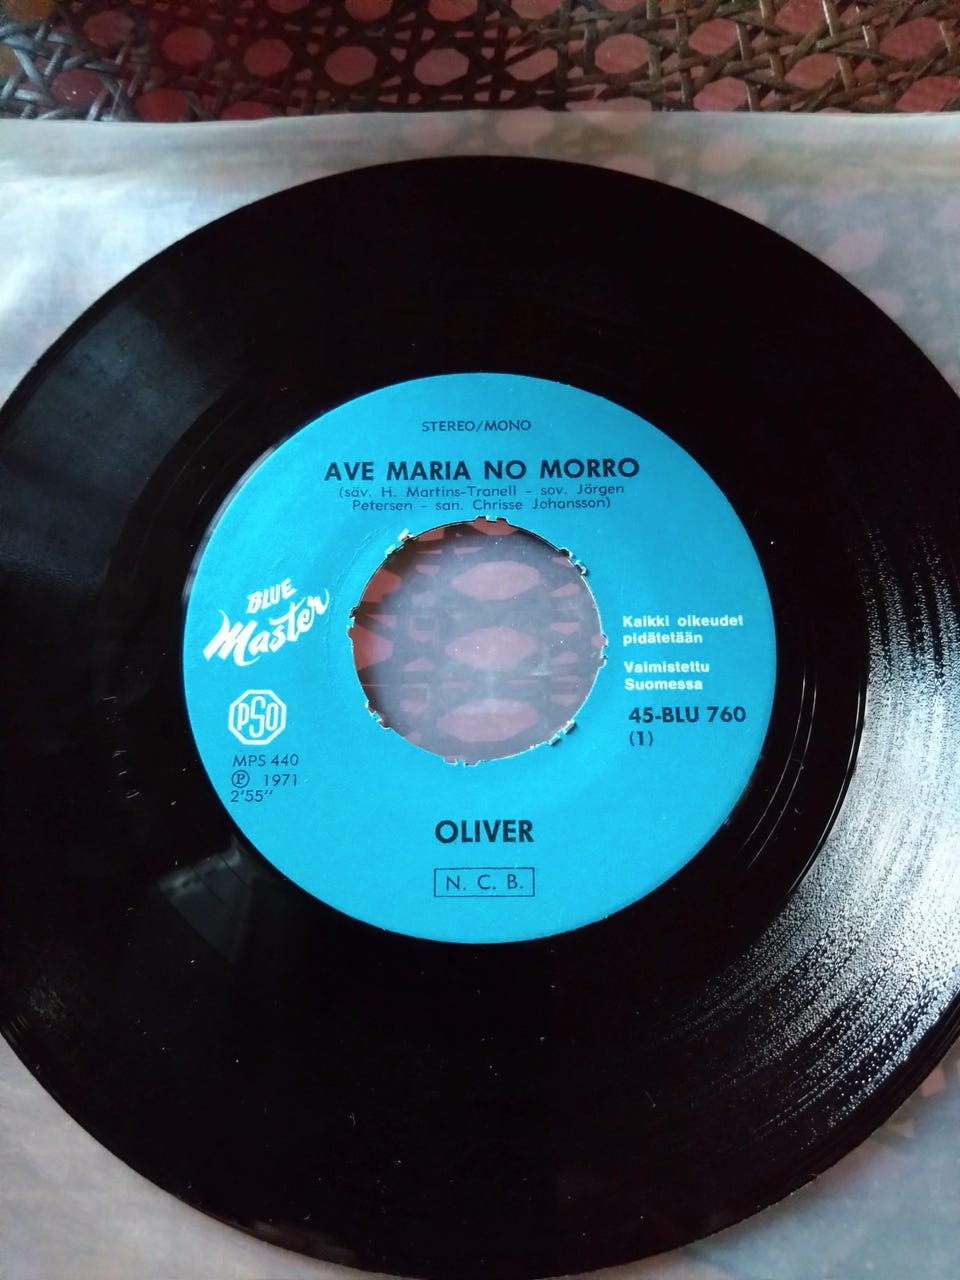 STEREO/MONO
AVE MARIA NO MORRO
(säv. H. Martins-Tranell - sov. Jörgen
Petersen - san. Chrisse Johansson)
BLUE
Master
PSO
MPS 440
Ⓟ 1971
2'55''
Kaikki oikeudet
pidätetään
Valmistettu
Suomessa
45-BLU 760
(1)
OLIVER
N. C. B.